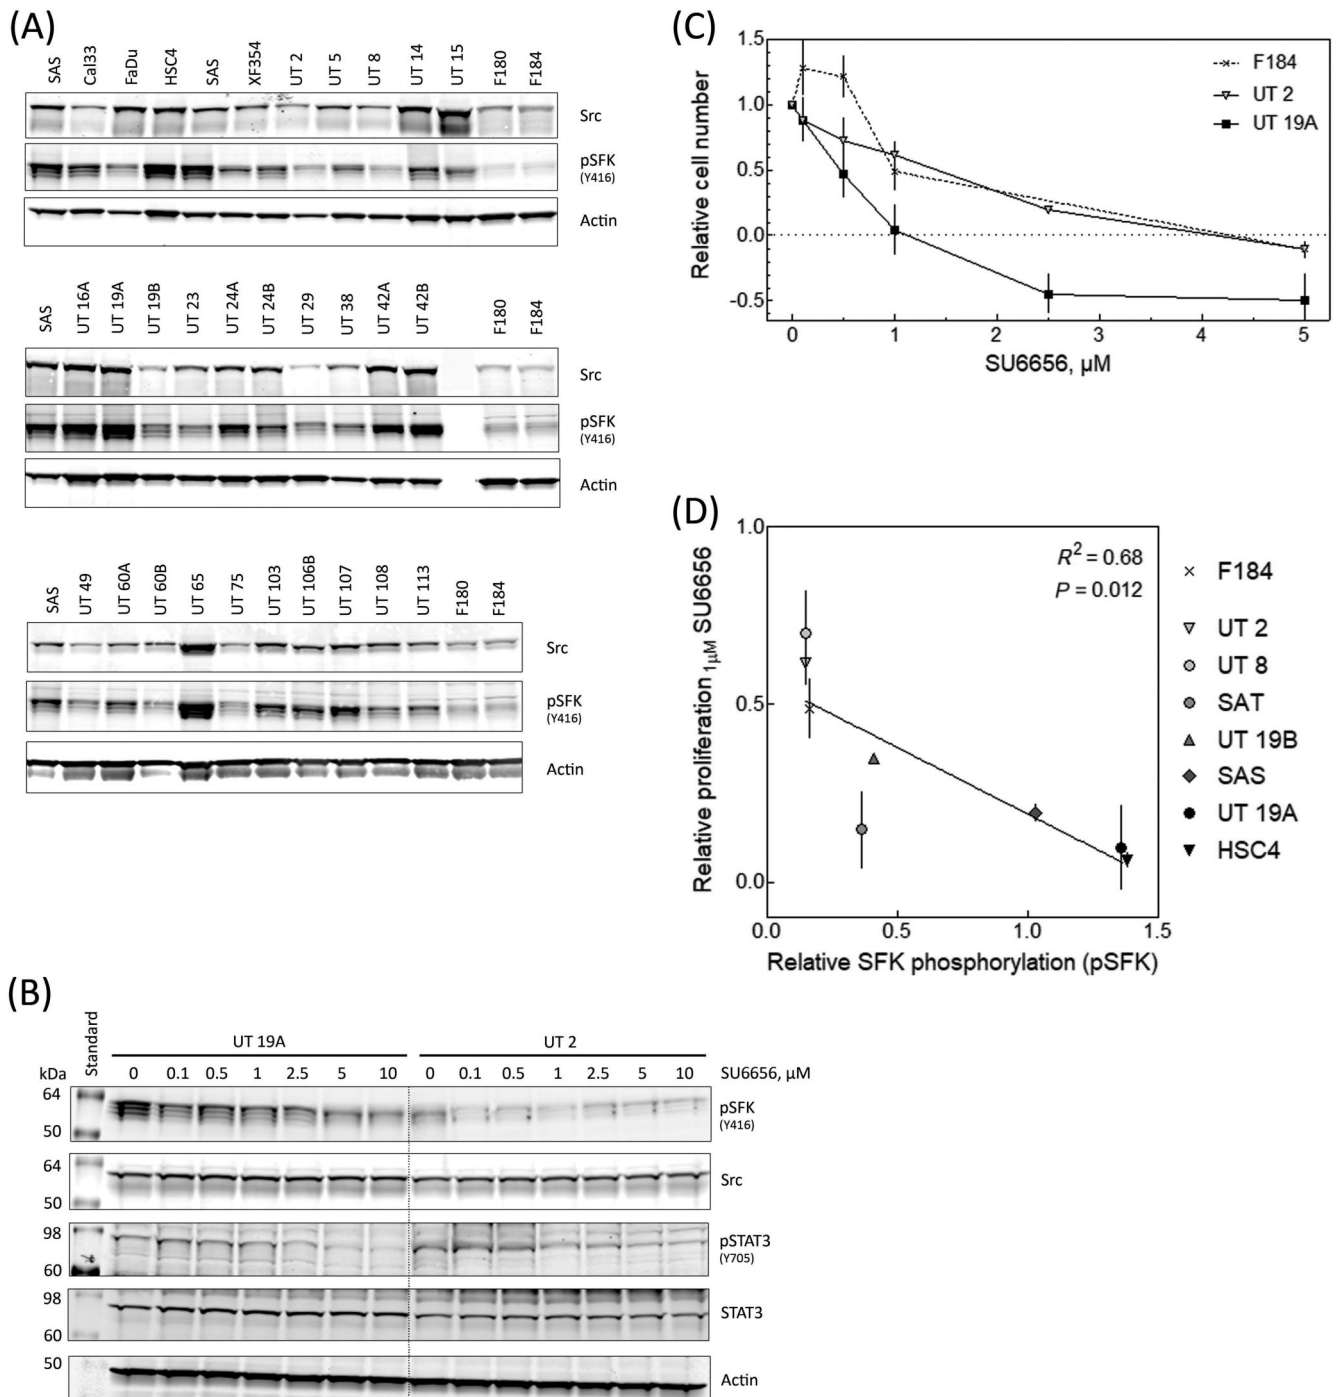 (A)
SAS Cal33 FaDu HSC4 SAS XF354 UT 2 UT 5 UT 8 UT 14 UT 15 F180 F184
Src
pSFK
(Y416)
Actin
SAS UT 16A UT 19A UT 19B UT 23 UT 24A UT 24B UT 29 UT 38 UT 42A UT 42B F180 F184
Src
pSFK
(Y416)
Actin
SAS UT 49 UT 60A UT 60B UT 65 UT 75 UT 103 UT 106B UT 107 UT 108 UT 113 F180 F184
Src
pSFK
(Y416)
Actin
(B)
Standard
UT 19A UT 2
kDa 0 0.1 0.5 1 2.5 5 10 0 0.1 0.5 1 2.5 5 10 SU6656, µM
64
50
pSFK
(Y416)
64
50
Src
98
60
pSTAT3
(Y705)
98
60
STAT3
50
Actin
(C)
1.5
1.0
0.5
0.0
-0.5
Relative cell number
F184
UT 2
UT 19A
0 1 2 3 4 5
SU6656, µM
(D)
1.0
0.5
0.0
Relative proliferation 1µM SU6656
R² = 0.68
P = 0.012
F184
UT 2
UT 8
SAT
UT 19B
SAS
UT 19A
HSC4
0.0 0.5 1.0 1.5
Relative SFK phosphorylation (pSFK)